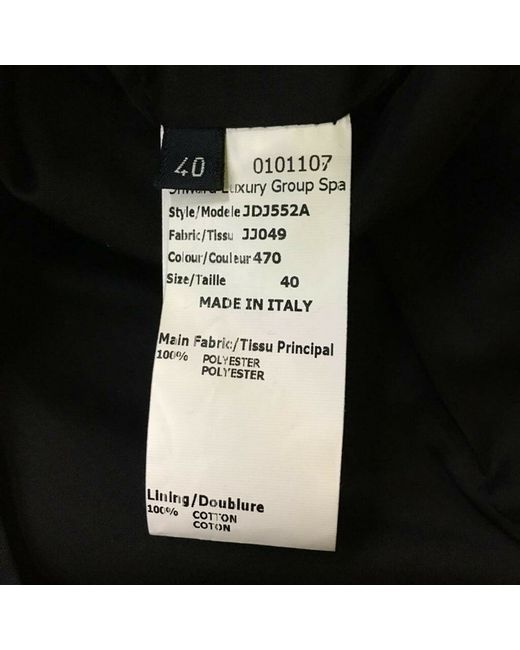 40
0101107
Luxury Group Spa
Style/Modele JDJ552A
Fabric/Tissu JJ049
Colour/Couleur 470
Size/Taille 40
MADE IN ITALY
Main Fabric/Tissu Principal
100% POLYESTER
POLYESTER
Lining/Doublure
100% COTTON
COTON